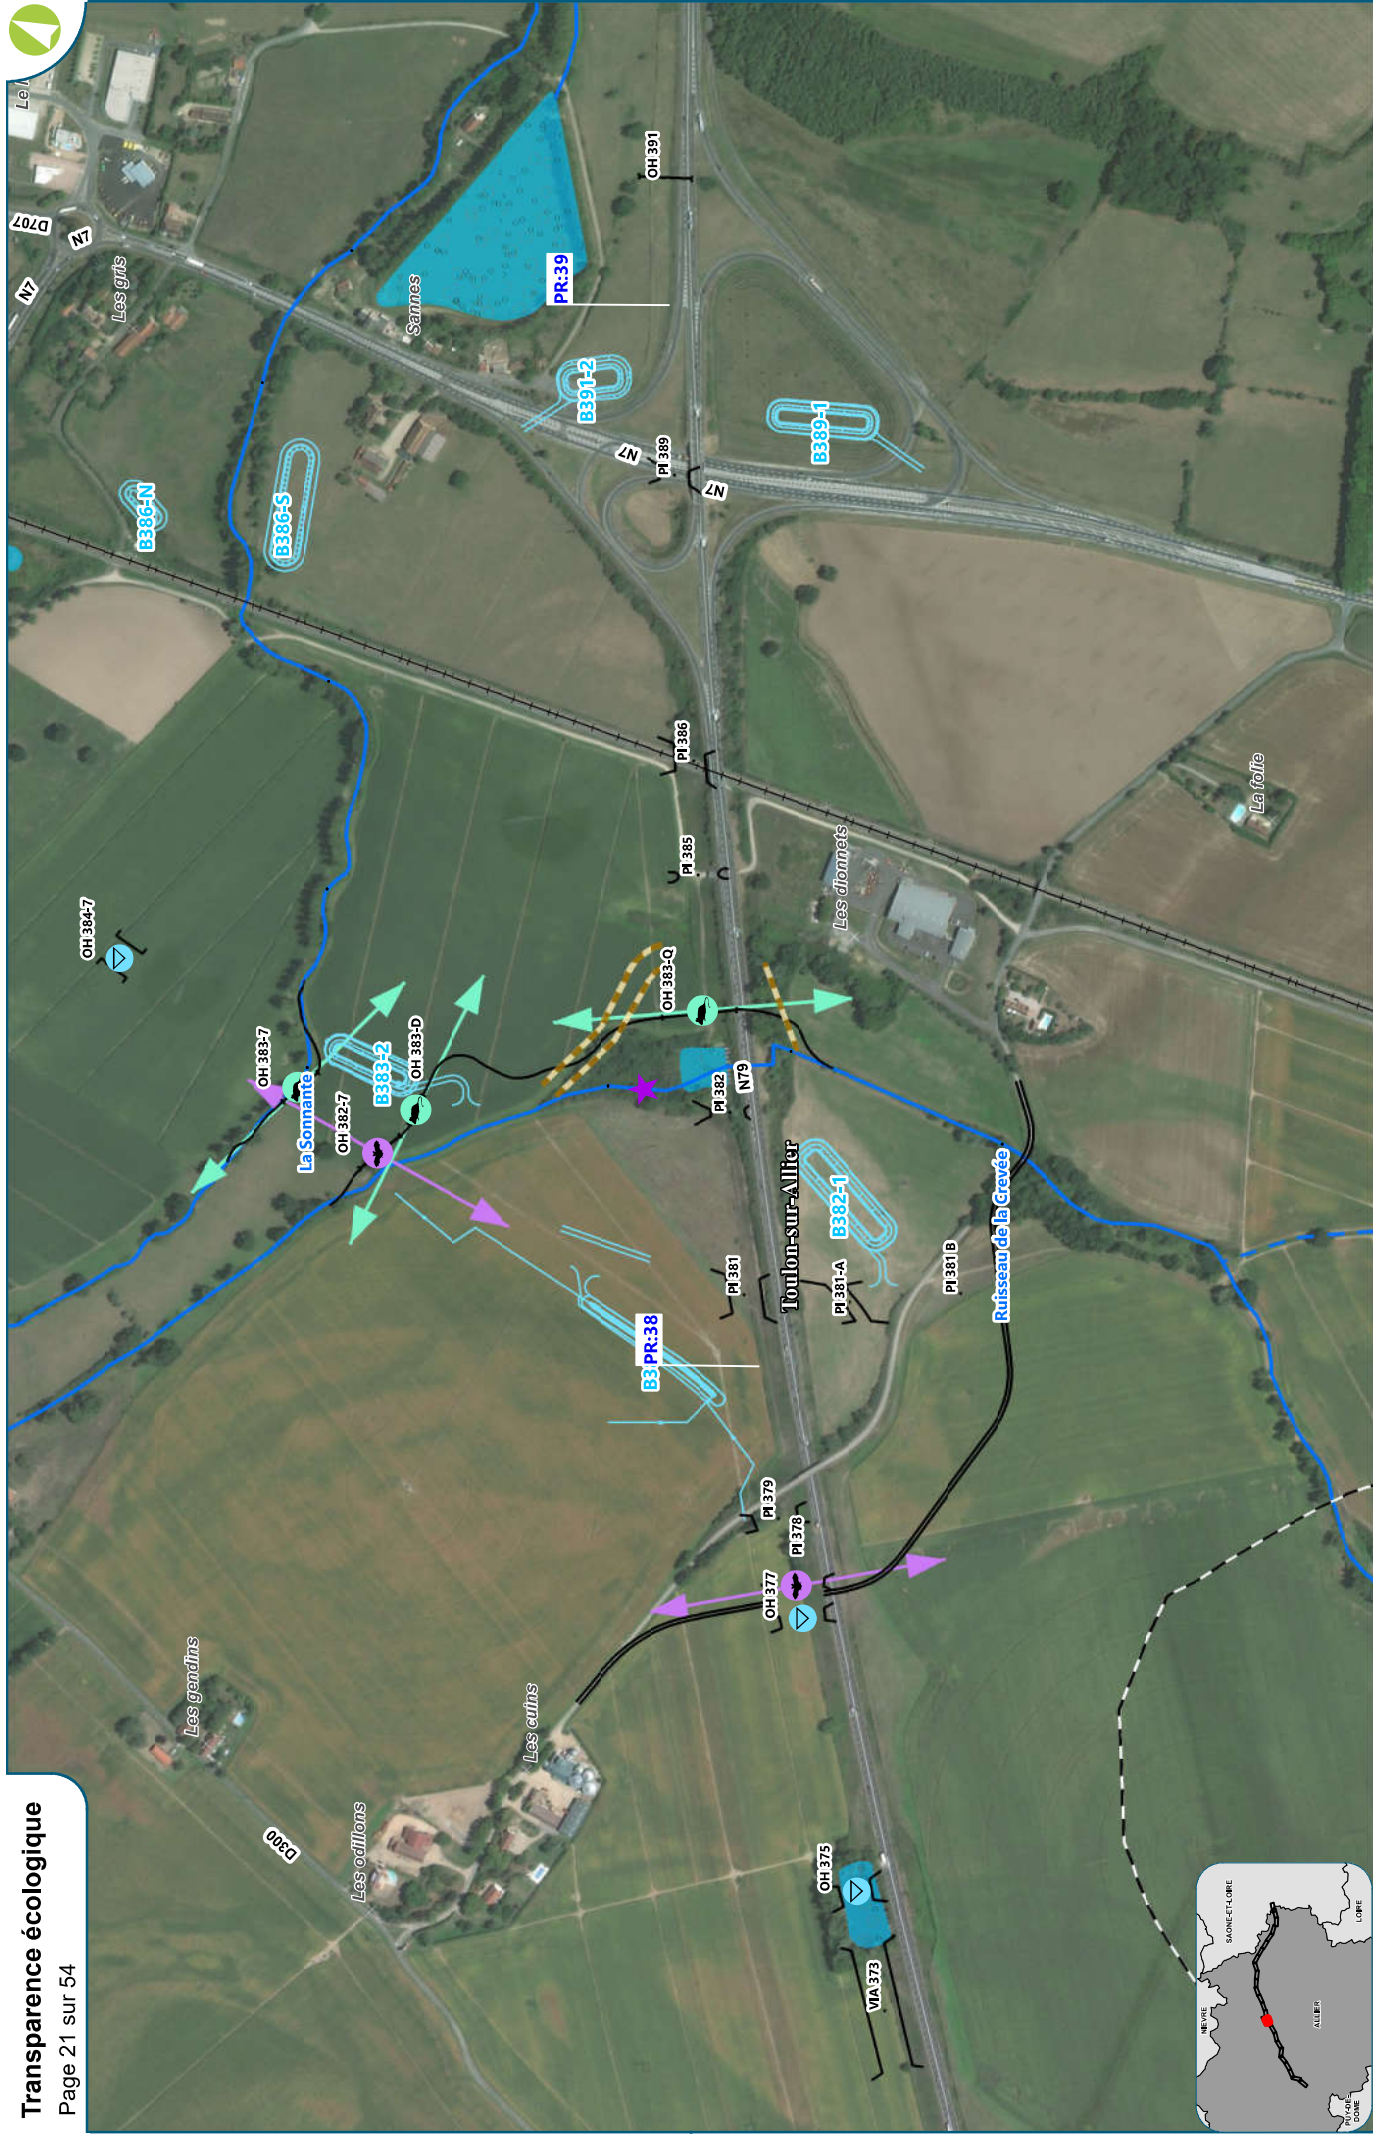 Transparence écologique
Page 21 sur 54
D707
N7
N7
Les gris
Sannes
PR:39
OH 391
B391-2
B389-1
N7
PI 389
N7
B386-N
B386-S
PI 386
PI 385
La folie
Les dionnets
OH 384-7
OH 383-7
La Sonnante
B383-2
OH 383-D
OH 382-7
OH 383-Q
PI 382
N79
Toulon-sur-Allier
B382-1
Ruisseau de la Crevée
PI 381
PI 381-A
PI 381 B
PR:38
PI 379
PI 378
OH 377
Les gendins
Les cuins
Les odillons
D300
OH 375
VIA 373
SAONE-ET-LOIRE
LOIRE
NIEVRE
ALLIER
PUY-DE-
DOME